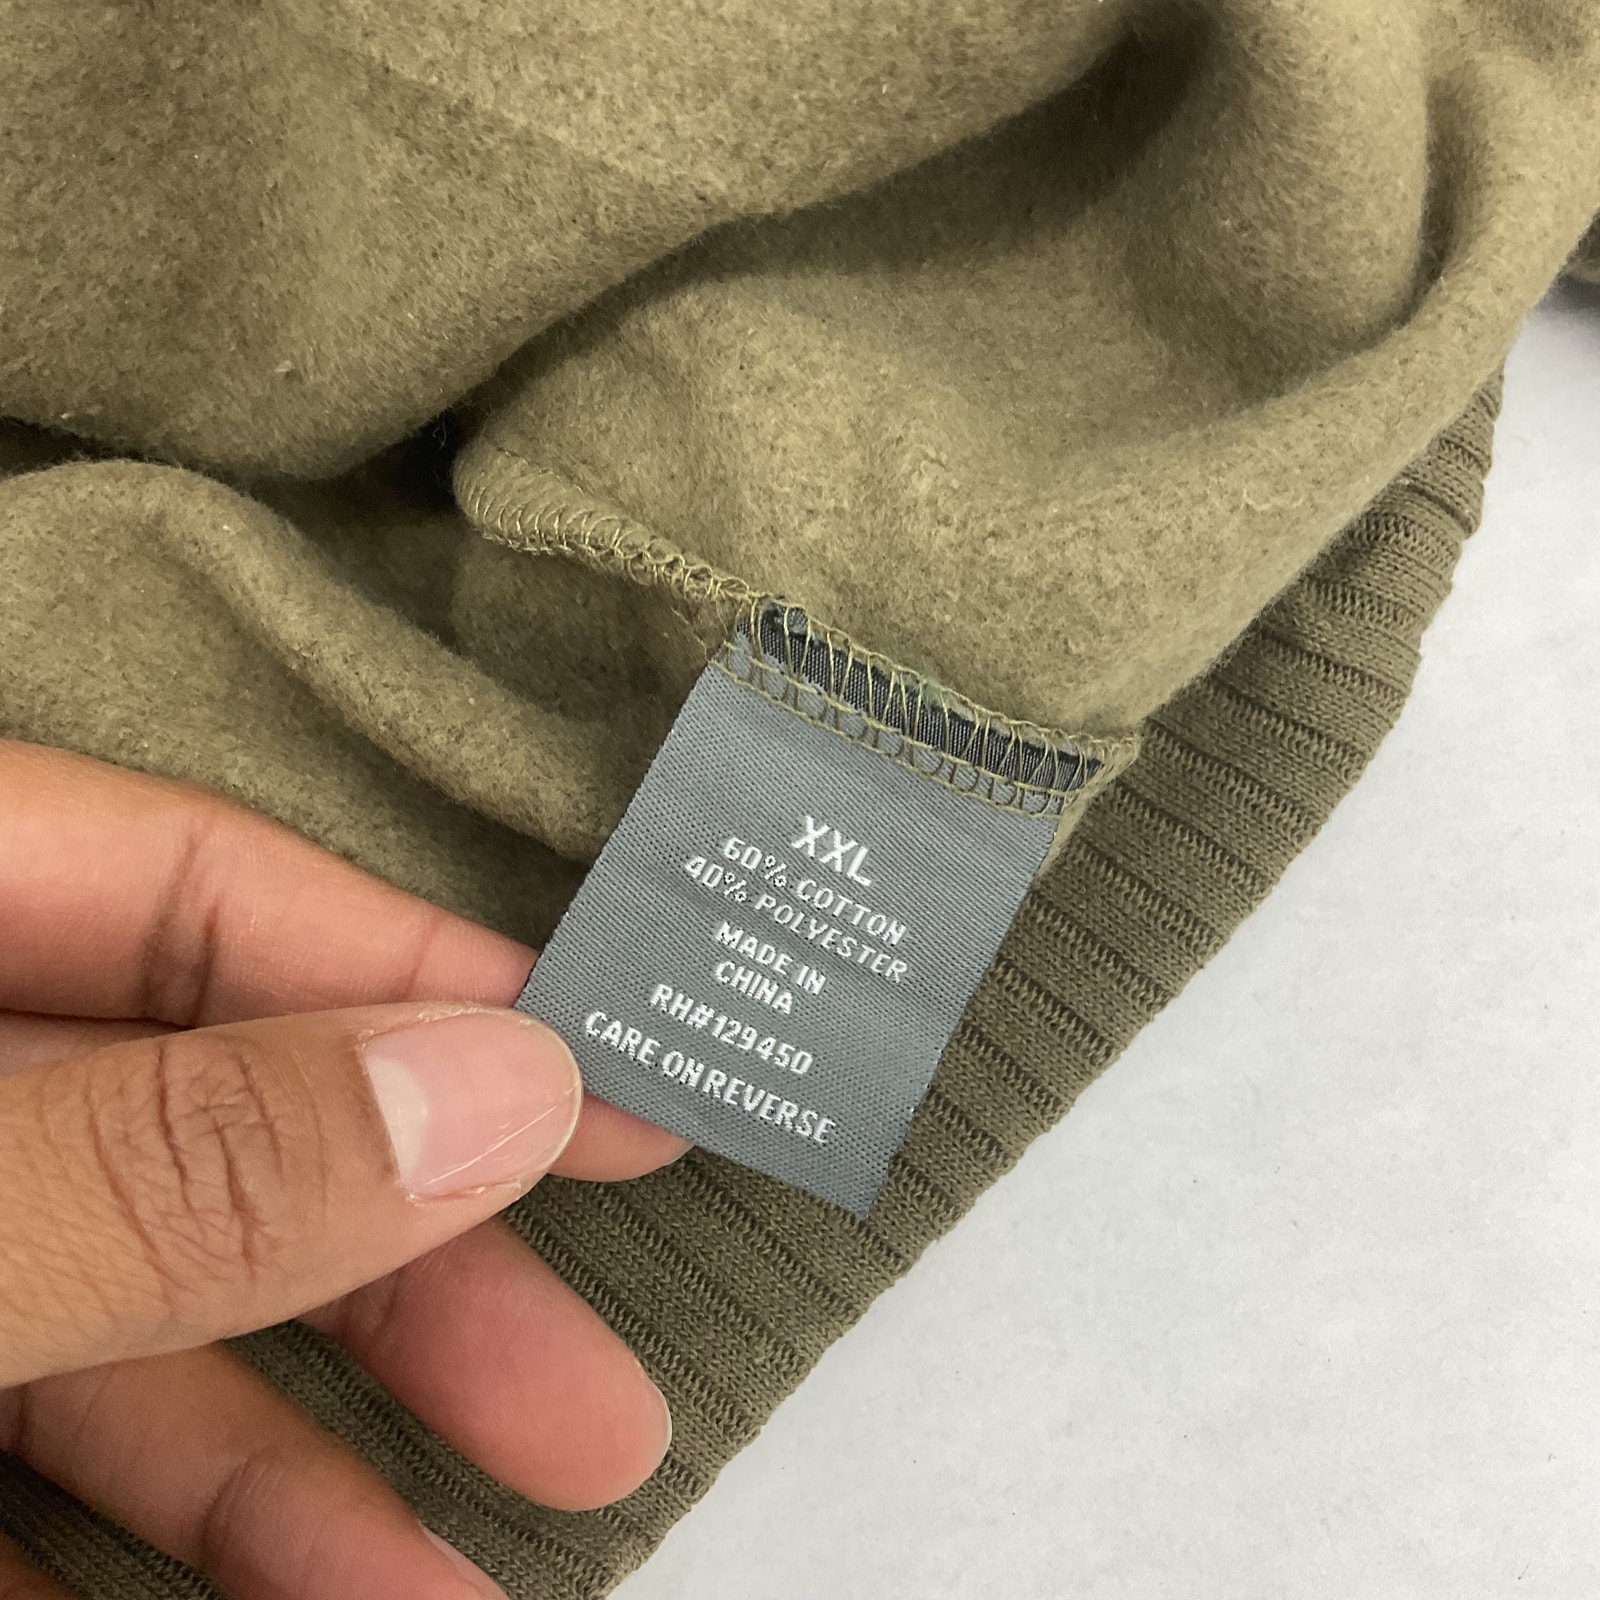 XXL
60% COTTON
40% POLYESTER
MADE IN
CHINA
RH#129450
CARE ON REVERSE